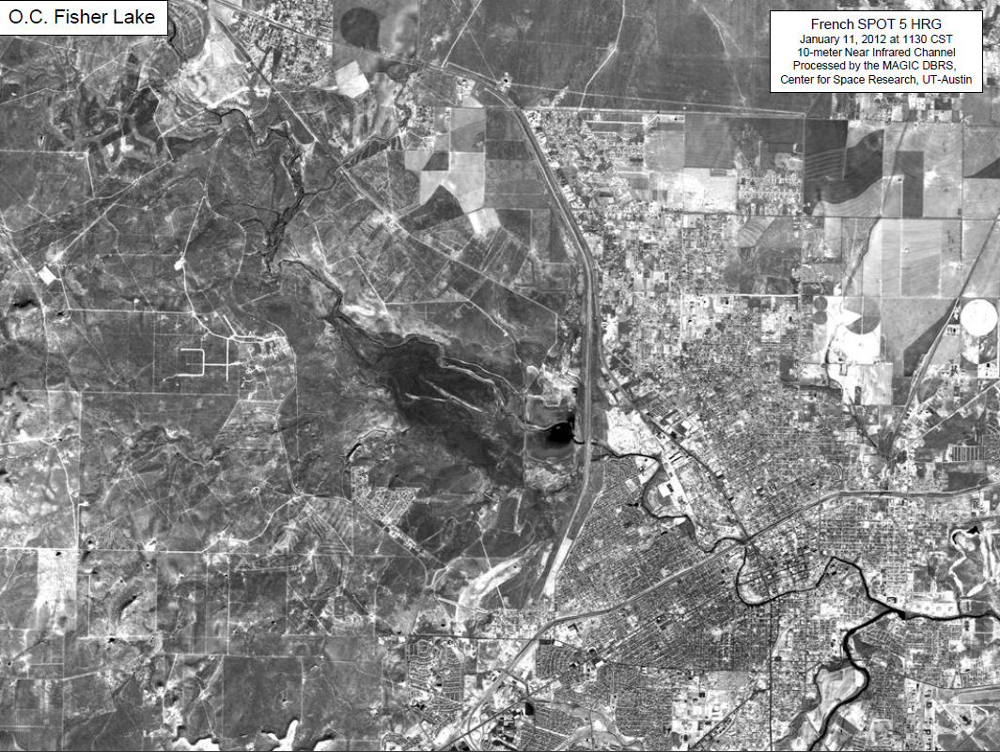 O.C. Fisher Lake
French SPOT 5 HRG
January 11, 2012 at 1130 CST
10-meter Near Infrared Channel
Processed by the MAGIC DBRS,
Center for Space Research, UT-Austin